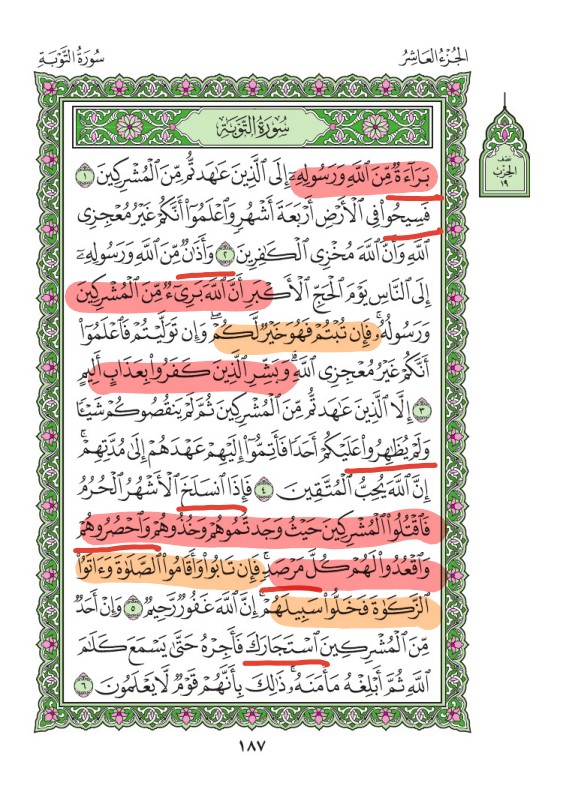 الجُزْءُ العَاشِرُ
سُورَةُ التَّوْبَةِ
سُورَةُ التَّوْبَةِ
نصف
الحزب
١٩
بَرَآءَةٌ مِّنَ ٱللَّهِ وَرَسُولِهِۦٓ إِلَى ٱلَّذِينَ عَٰهَدتُّم مِّنَ ٱلْمُشْرِكِينَ ١
فَسِيحُوا۟ فِى ٱلْأَرْضِ أَرْبَعَةَ أَشْهُرٍ وَٱعْلَمُوٓا۟ أَنَّكُمْ غَيْرُ مُعْجِزِى
ٱللَّهِ وَأَنَّ ٱللَّهَ مُخْزِى ٱلْكَٰفِرِينَ ٢ وَأَذَٰنٌ مِّنَ ٱللَّهِ وَرَسُولِهِۦٓ
إِلَى ٱلنَّاسِ يَوْمَ ٱلْحَجِّ ٱلْأَكْبَرِ أَنَّ ٱللَّهَ بَرِىٓءٌ مِّنَ ٱلْمُشْرِكِينَ
وَرَسُولُهُۥ فَإِن تُبْتُمْ فَهُوَ خَيْرٌ لَّكُمْ وَإِن تَوَلَّيْتُمْ فَٱعْلَمُوٓا۟
أَنَّكُمْ غَيْرُ مُعْجِزِى ٱللَّهِ وَبَشِّرِ ٱلَّذِينَ كَفَرُوا۟ بِعَذَابٍ أَلِيمٍ
٣ إِلَّا ٱلَّذِينَ عَٰهَدتُّم مِّنَ ٱلْمُشْرِكِينَ ثُمَّ لَمْ يَنقُصُوكُمْ شَيْـًٔا
وَلَمْ يُظَٰهِرُوا۟ عَلَيْكُمْ أَحَدًا فَأَتِمُّوٓا۟ إِلَيْهِمْ عَهْدَهُمْ إِلَىٰ مُدَّتِهِمْ
إِنَّ ٱللَّهَ يُحِبُّ ٱلْمُتَّقِينَ ٤ فَإِذَا ٱنسَلَخَ ٱلْأَشْهُرُ ٱلْحُرُمُ
فَٱقْتُلُوا۟ ٱلْمُشْرِكِينَ حَيْثُ وَجَدتُّمُوهُمْ وَخُذُوهُمْ وَٱحْصُرُوهُمْ
وَٱقْعُدُوا۟ لَهُمْ كُلَّ مَرْصَدٍ فَإِن تَابُوا۟ وَأَقَامُوا۟ ٱلصَّلَوٰةَ وَءَاتَوُا۟
ٱلزَّكَوٰةَ فَخَلُّوا۟ سَبِيلَهُمْ إِنَّ ٱللَّهَ غَفُورٌ رَّحِيمٌ ٥ وَإِنْ أَحَدٌ
مِّنَ ٱلْمُشْرِكِينَ ٱسْتَجَارَكَ فَأَجِرْهُ حَتَّىٰ يَسْمَعَ كَلَٰمَ
ٱللَّهِ ثُمَّ أَبْلِغْهُ مَأْمَنَهُۥ ذَٰلِكَ بِأَنَّهُمْ قَوْمٌ لَّا يَعْلَمُونَ ٦
١٨٧